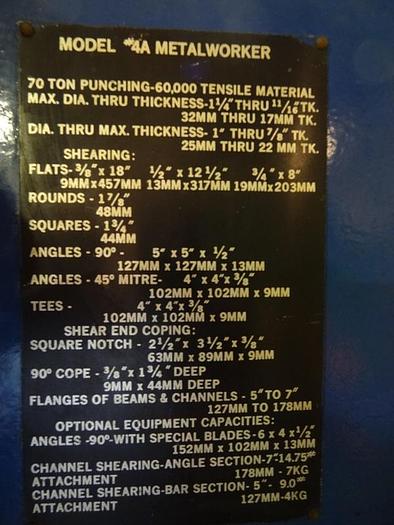 MODEL #4A METALWORKER
70 TON PUNCHING-60,000 TENSILE MATERIAL
MAX. DIA. THRU THICKNESS-1¼" THRU 11/16" TK.
32MM THRU 17MM TK.
DIA. THRU MAX. THICKNESS- 1" THRU 7/8" TK.
25MM THRU 22 MM TK.
SHEARING:
FLATS-3/8" x 18" ½" x 12½" ¾" x 8"
9MMx457MM 13MMx317MM 19MMx203MM
ROUNDS - 1 7/8"
48MM
SQUARES - 1¾"
44MM
ANGLES - 90° - 5" x 5" x ½"
127MM x 127MM x 13MM
ANGLES - 45° MITRE- 4" x 4"x 3/8"
102MM x 102MM x 9MM
TEES - 4" x 4"x 3/8"
102MM x 102MM x 9MM
SHEAR END COPING:
SQUARE NOTCH - 2½"x 3½"x 3/8"
63MM x 89MM x 9MM
90° COPE - 3/8"x 1¾" DEEP
9MM x 44MM DEEP
FLANGES OF BEAMS & CHANNELS - 5"TO 7"
127MM TO 178MM
OPTIONAL EQUIPMENT CAPACITIES:
ANGLES -90°-WITH SPECIAL BLADES-6 x 4 x½"
152MM x 102MM x 13MM
CHANNEL SHEARING-ANGLE SECTION-7"-14.75#
ATTACHMENT 178MM - 7KG
CHANNEL SHEARING-BAR SECTION- 5"- 9.0#
ATTACHMENT 127MM-4KG